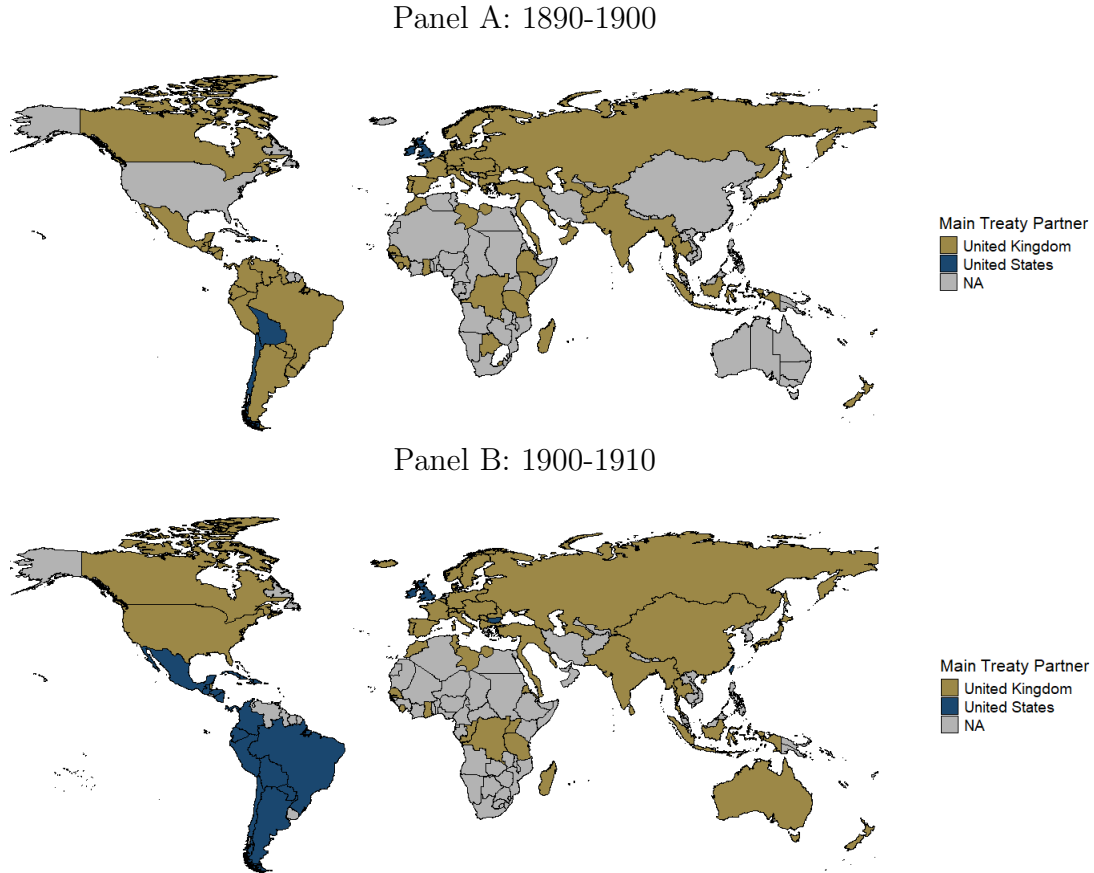 Panel A: 1890-1900
Main Treaty Partner
United Kingdom
United States
NA
Panel B: 1900-1910
Main Treaty Partner
United Kingdom
United States
NA